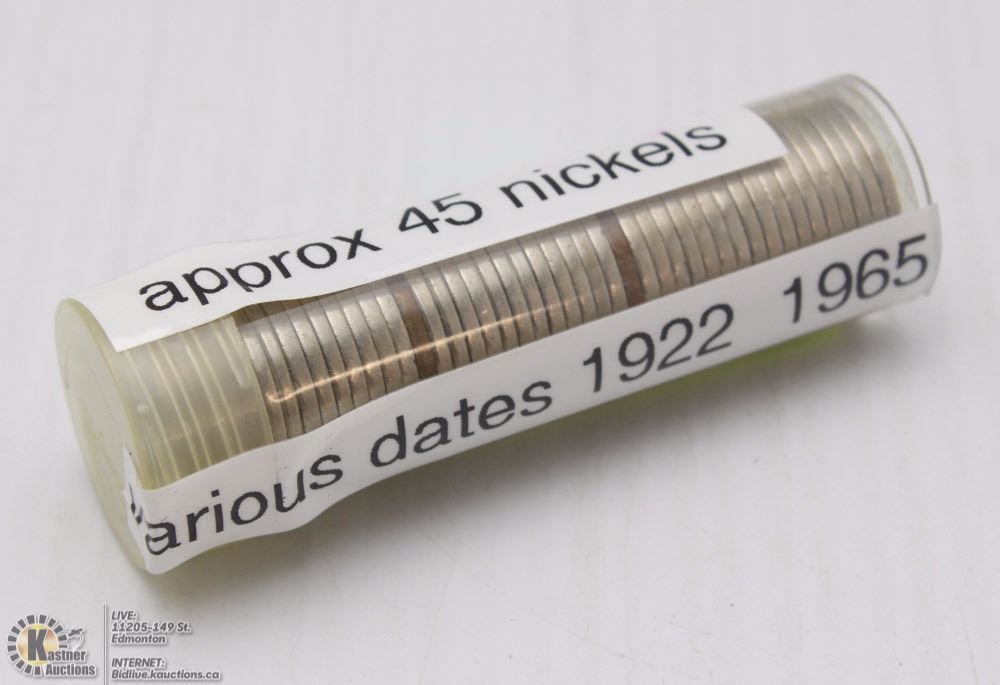 approx 45 nickels
various dates 1922 1965
Kastner
Auctions
LIVE:
11205-149 St.
Edmonton
INTERNET:
Bidlive.kauctions.ca